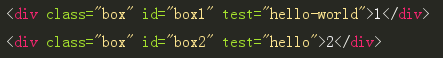 <div class="box" id="box1" test="hello-world">1</div>
<div class="box" id="box2" test="hello">2</div>